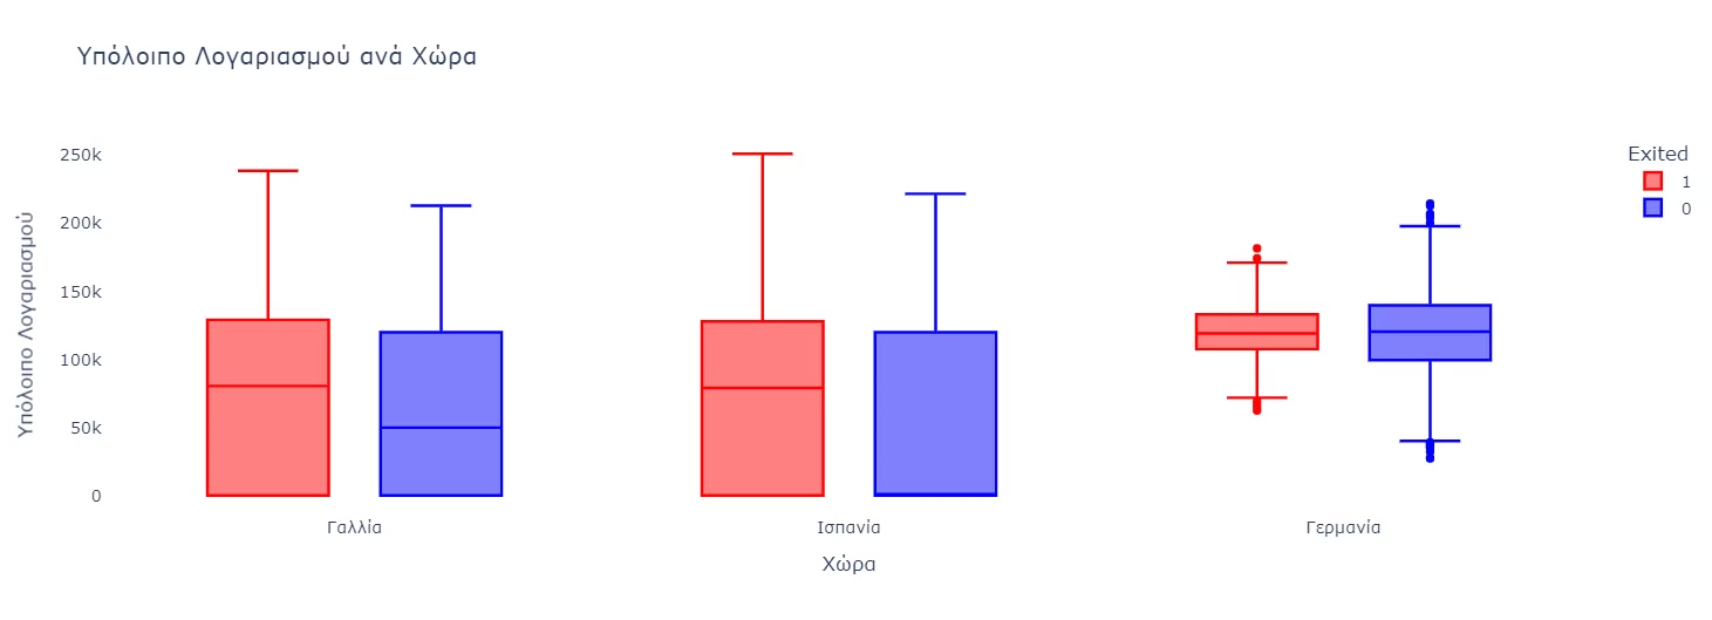 Υπόλοιπο Λογαριασμού ανά Χώρα
Υπόλοιπο Λογαριασμού
250k
200k
150k
100k
50k
0
Γαλλία
Ισπανία
Γερμανία
Χώρα
Exited
1
0